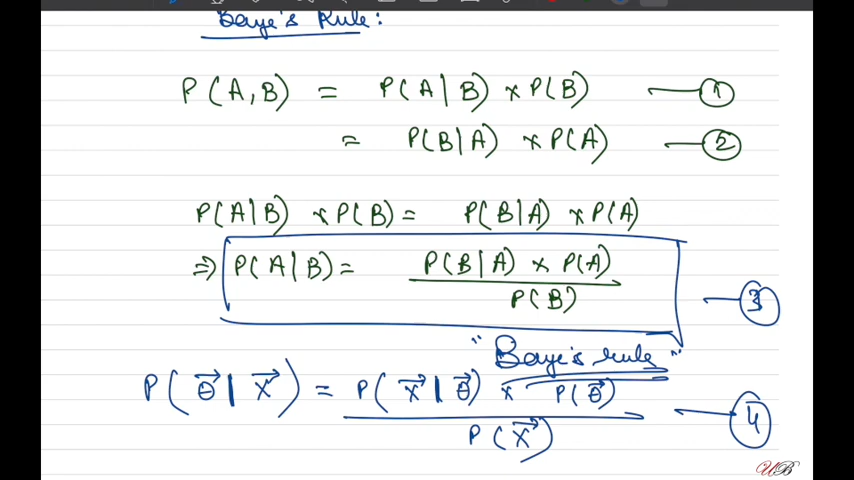 Baye's Rule:
P(A,B) = P(A|B) × P(B) ①
= P(B|A) × P(A) ②
P(A|B) × P(B) = P(B|A) × P(A)
⇒ P(A|B) = P(B|A) × P(A) / P(B) ③
"Baye's rule"
P(θ⃗ | X⃗) = P(X⃗ | θ⃗) × P(θ⃗) / P(X⃗) ④
UB